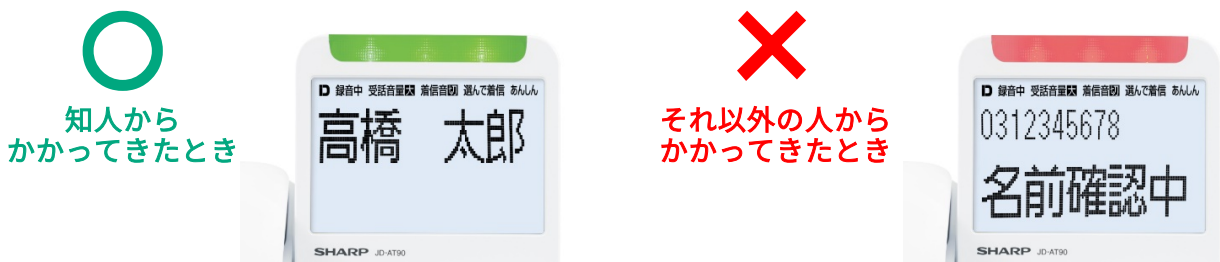 知人から
かかってきたとき
D 録音中 受話音量大 着信音切 選んで着信 あんしん
高橋 太郎
SHARP JD-AT90
それ以外の人から
かかってきたとき
D 録音中 受話音量大 着信音切 選んで着信 あんしん
0312345678
名前確認中
SHARP JD-AT90